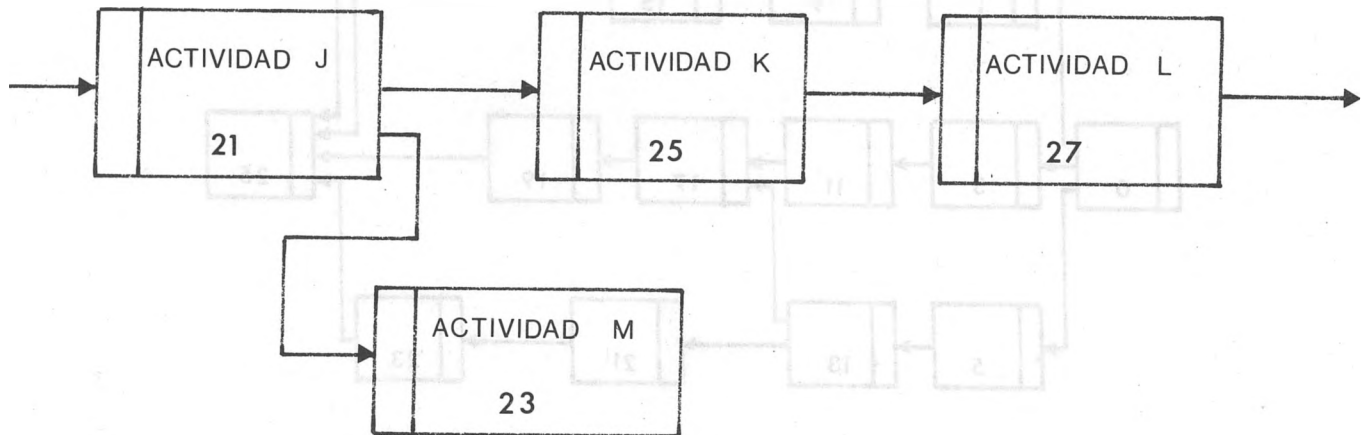 ACTIVIDAD J
21
ACTIVIDAD K
25
ACTIVIDAD L
27
ACTIVIDAD M
23